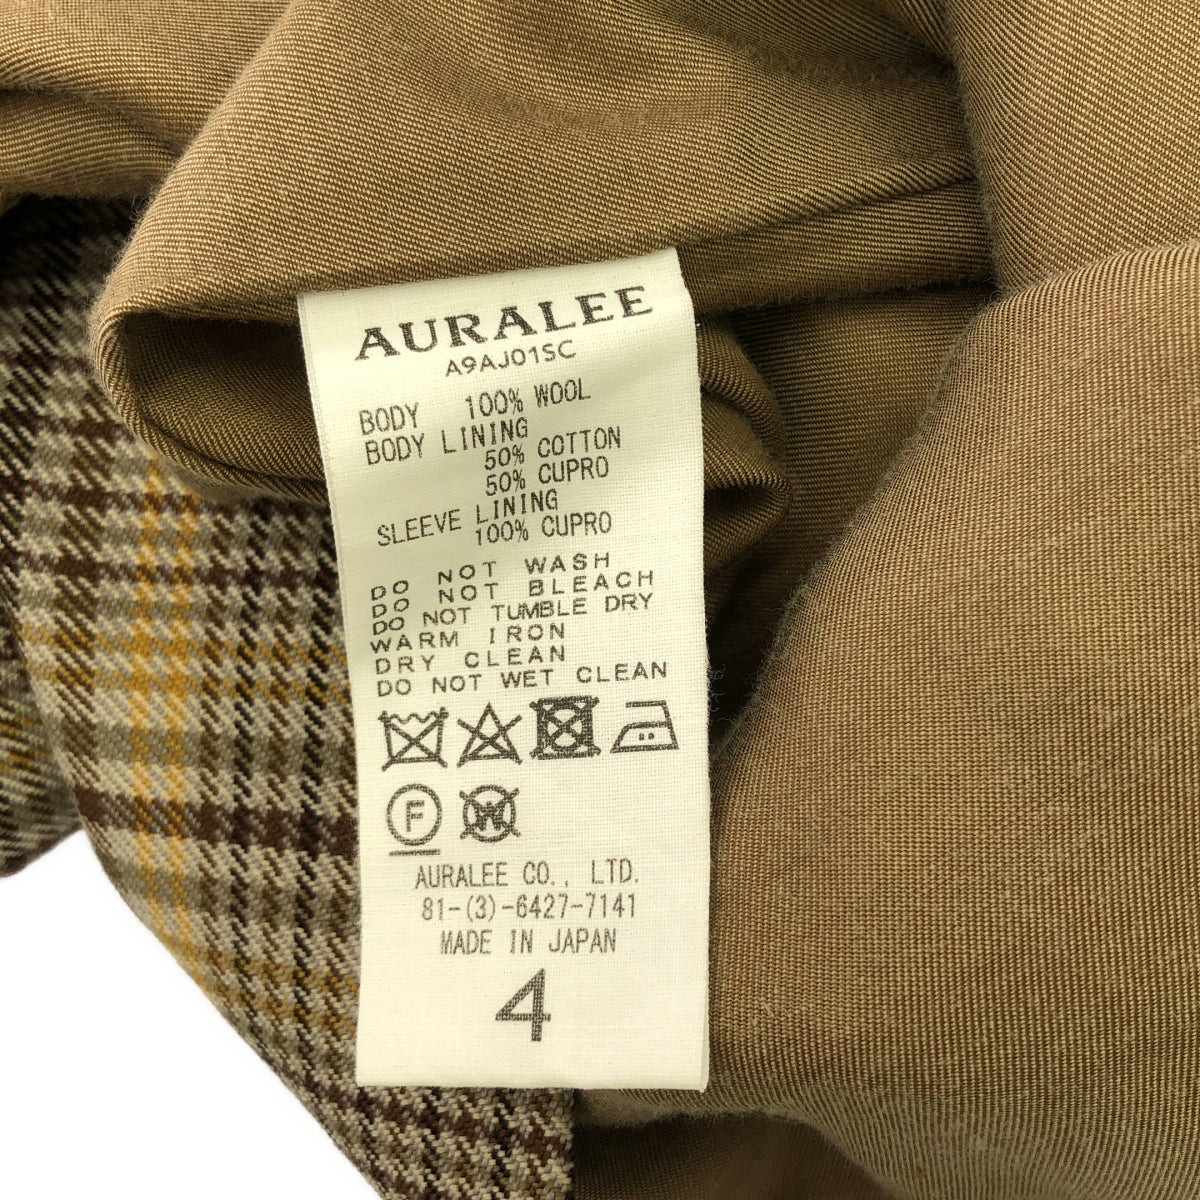 AURALEE
A9AJ01SC
BODY 100% WOOL
BODY LINING
50% COTTON
50% CUPRO
SLEEVE LINING
100% CUPRO
DO NOT WASH
DO NOT BLEACH
DO NOT TUMBLE DRY
WARM IRON
DRY CLEAN
DO NOT WET CLEAN
F W
AURALEE CO., LTD.
81-(3)-6427-7141
MADE IN JAPAN
4